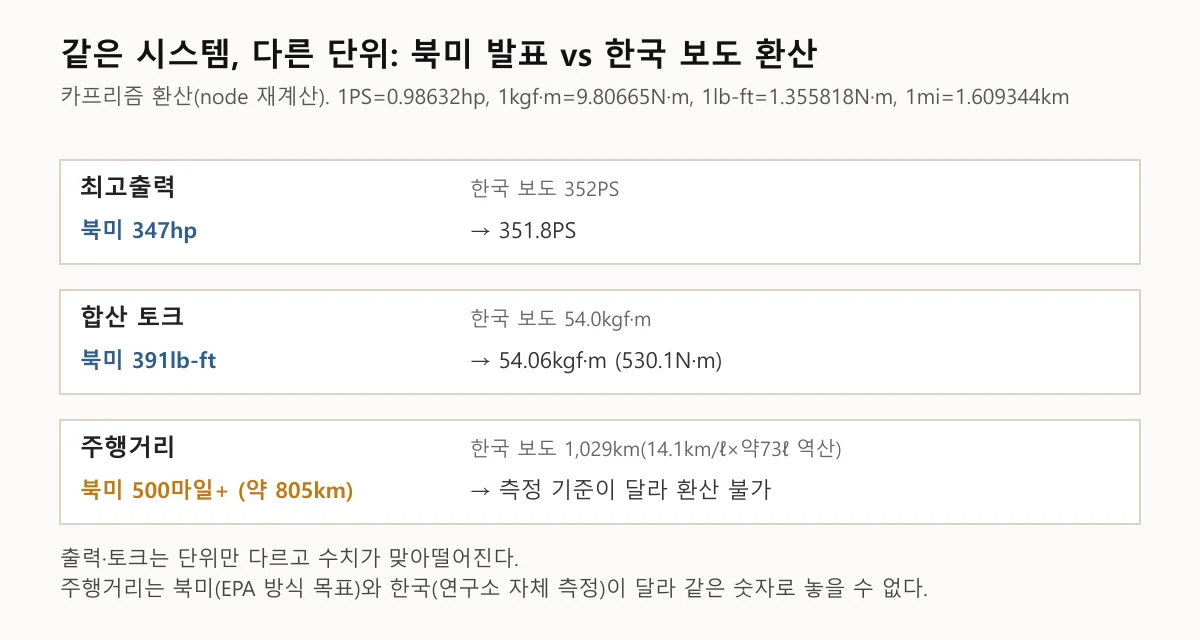 같은 시스템, 다른 단위: 북미 발표 vs 한국 보도 환산
카프리즘 환산(node 재계산). 1PS=0.98632hp, 1kgf·m=9.80665N·m, 1lb-ft=1.355818N·m, 1mi=1.609344km
최고출력
한국 보도 352PS
북미 347hp
→ 351.8PS
합산 토크
한국 보도 54.0kgf·m
북미 391lb-ft
→ 54.06kgf·m (530.1N·m)
주행거리
한국 보도 1,029km(14.1km/ℓ×약73ℓ 역산)
북미 500마일+ (약 805km)
→ 측정 기준이 달라 환산 불가
출력·토크는 단위만 다르고 수치가 맞아떨어진다.
주행거리는 북미(EPA 방식 목표)와 한국(연구소 자체 측정)이 달라 같은 숫자로 놓을 수 없다.